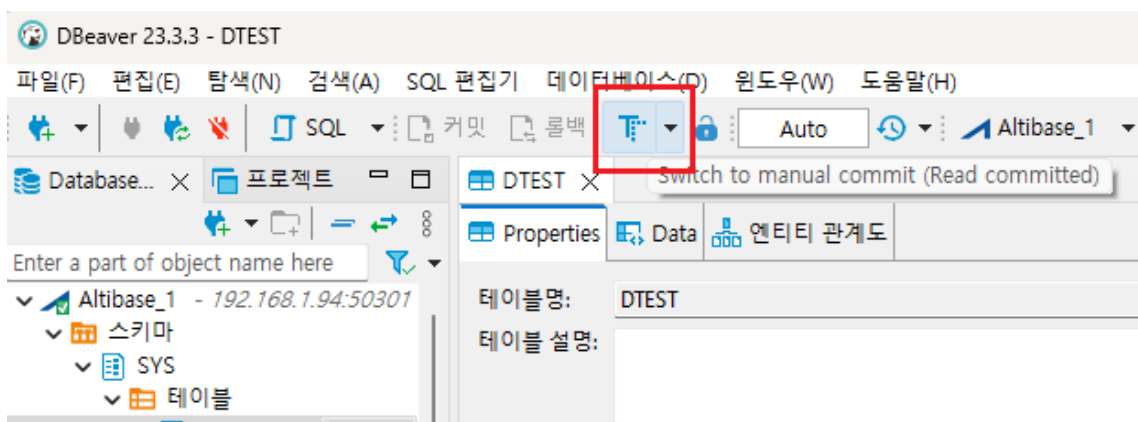 DBeaver 23.3.3 - DTEST
파일(F) 편집(E) 탐색(N) 검색(A) SQL 편집기 데이터베이스(D) 윈도우(W) 도움말(H)
SQL 커밋 롤백 Auto Altibase_1
Switch to manual commit (Read committed)
Database... 프로젝트 DTEST
Properties Data 엔티티 관계도
Enter a part of object name here
Altibase_1 - 192.168.1.94:50301
테이블명: DTEST
스키마
테이블 설명:
SYS
테이블